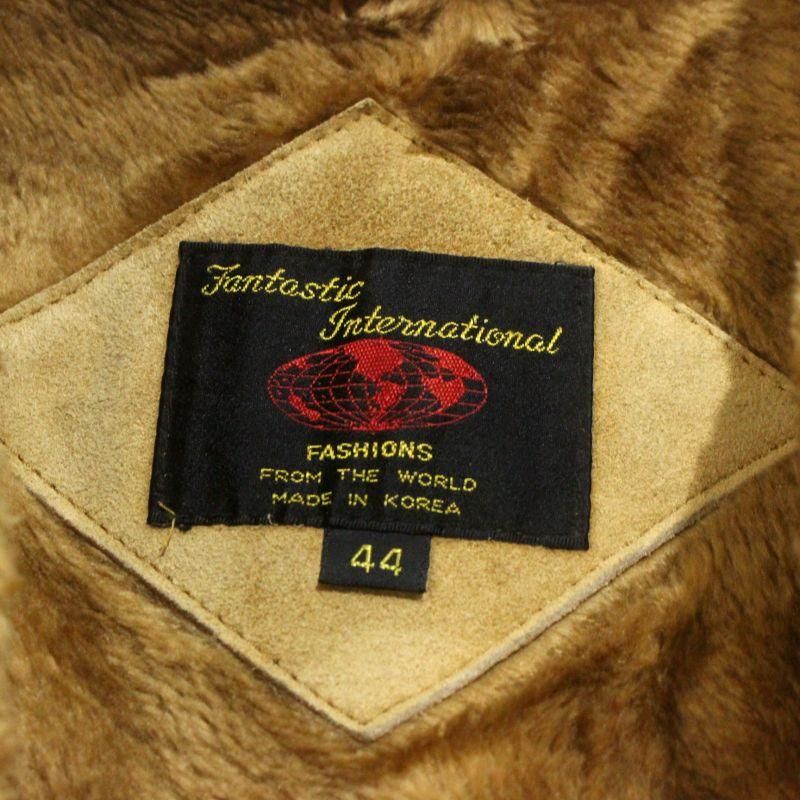 Fantastic
International
FASHIONS
FROM THE WORLD
MADE IN KOREA
44